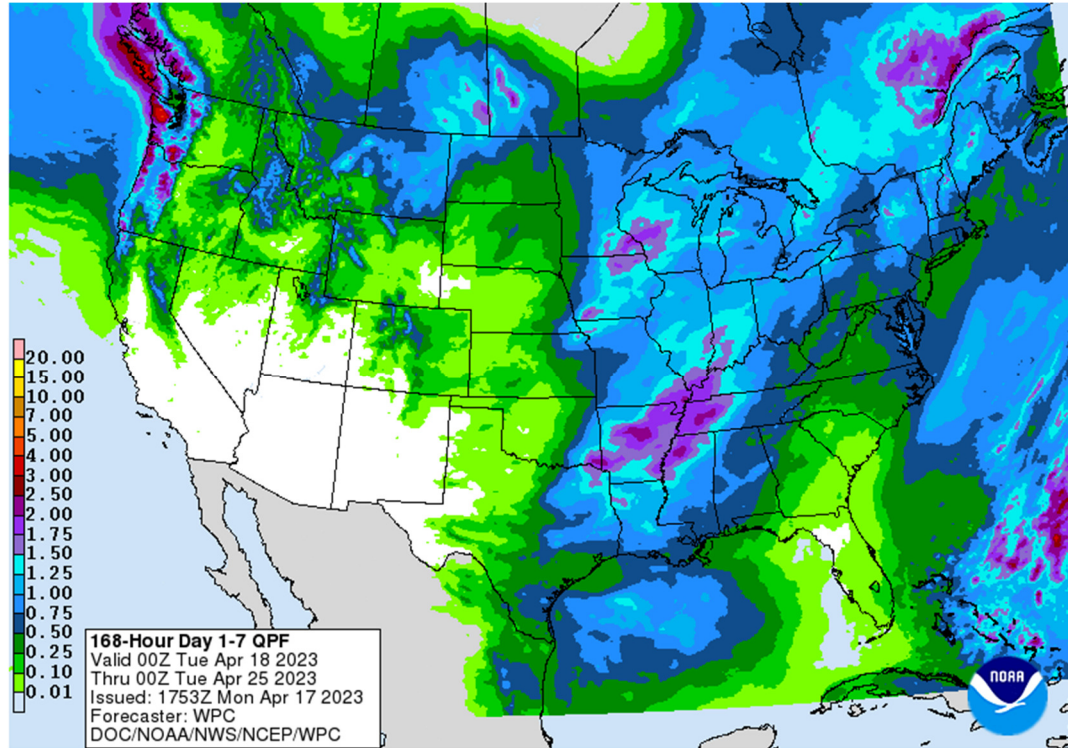 20.00
15.00
10.00
7.00
5.00
4.00
3.00
2.50
2.00
1.75
1.50
1.25
1.00
0.75
0.50
0.25
0.10
0.01
168-Hour Day 1-7 QPF
Valid 00Z Tue Apr 18 2023
Thru 00Z Tue Apr 25 2023
Issued: 1753Z Mon Apr 17 2023
Forecaster: WPC
DOC/NOAA/NWS/NCEP/WPC
NOAA